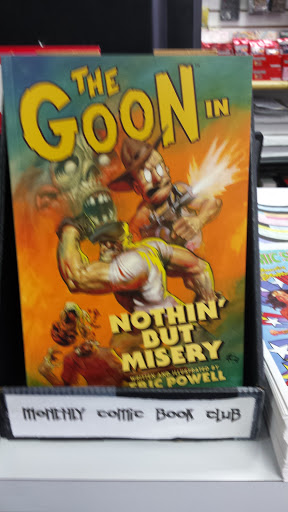 THE
GOON IN
NOTHIN'
BUT
MISERY
WRITTEN AND ILLUSTRATED BY
ERIC POWELL
MONTHLY COMIC BOOK CLUB